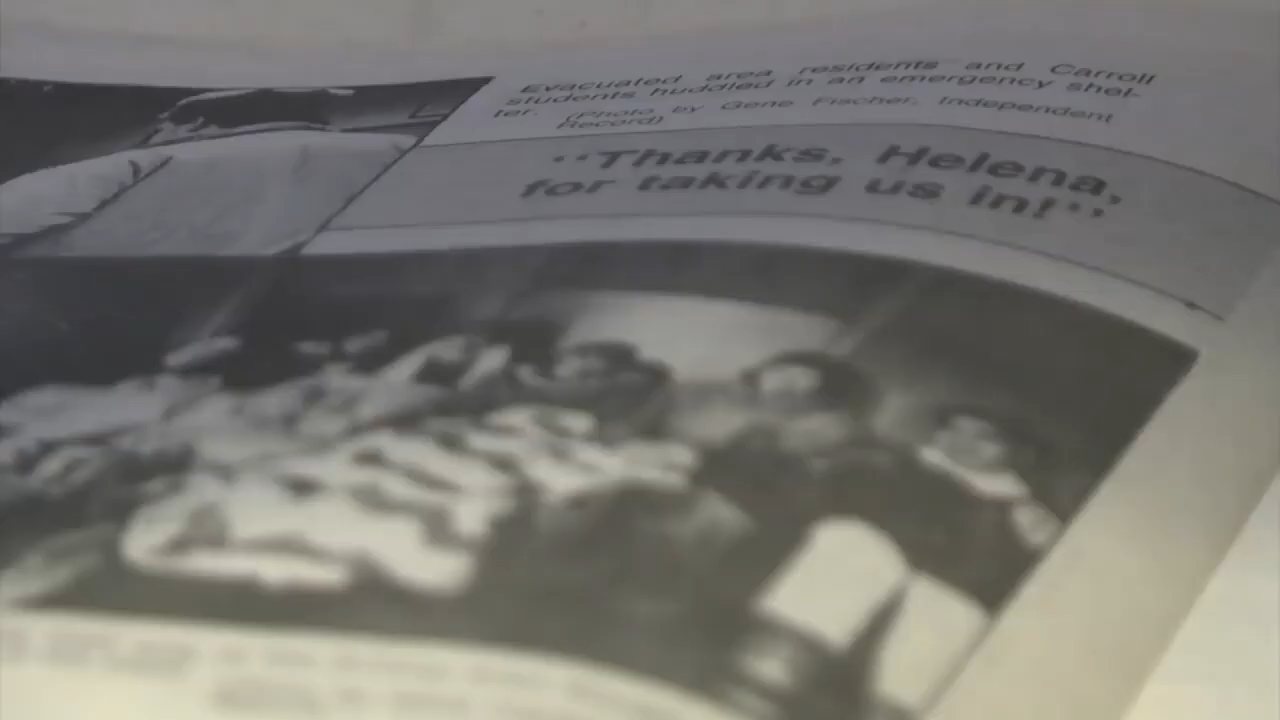 Evacuated area residents and Carroll
students huddled in an emergency shel-
ter. (Photo by Gene Fischer, Independent
Record)
"Thanks, Helena,
for taking us in!"